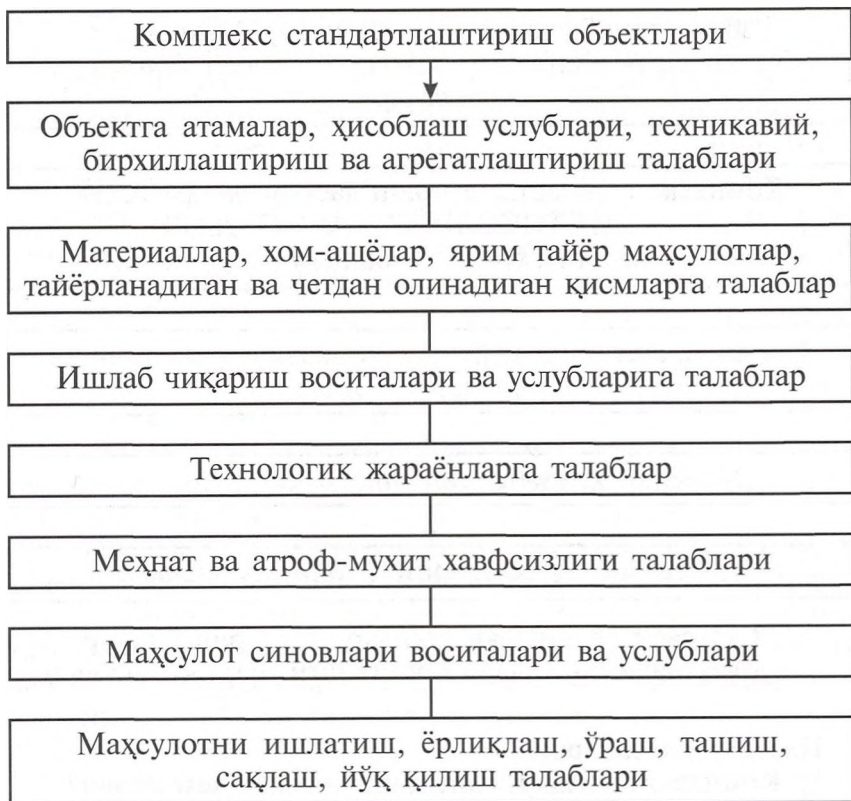 Комплекс стандартлаштириш объектлари
Объектга атамалар, ҳисоблаш услублари, техникавий,
бирхиллаштириш ва агрегатлаштириш талаблари
Материаллар, хом-ашёлар, ярим тайёр маҳсулотлар,
тайёрланадиган ва четдан олинадиган қисмларга талаблар
Ишлаб чиқариш воситалари ва услубларига талаблар
Технологик жараёнларга талаблар
Меҳнат ва атроф-мухит хавфсизлиги талаблари
Маҳсулот синовлари воситалари ва услублари
Маҳсулотни ишлатиш, ёрлиқлаш, ўраш, ташиш,
сақлаш, йўқ қилиш талаблари